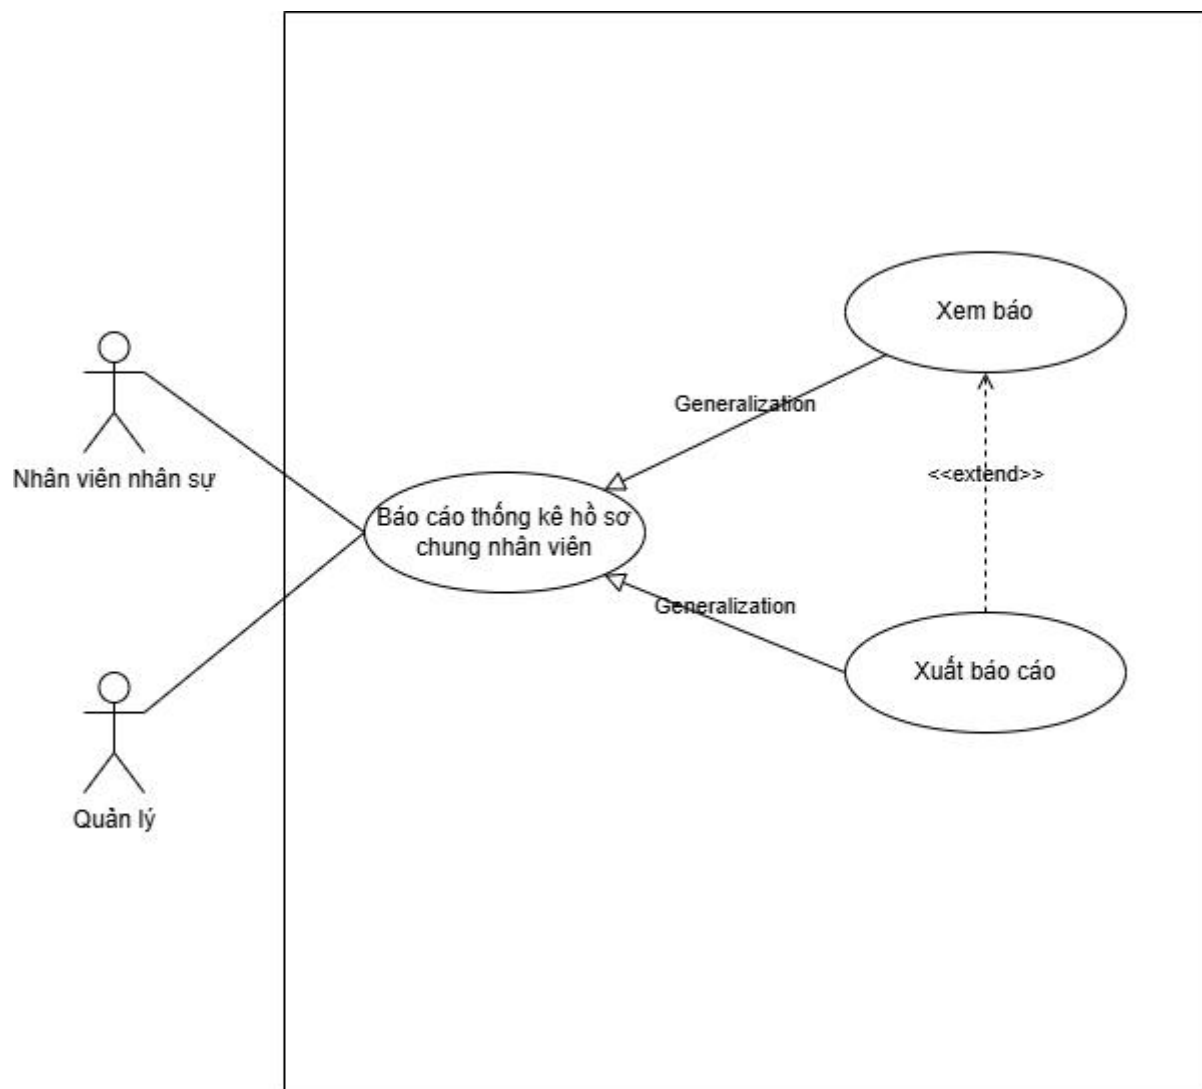 Xem báo
Generalization
Nhân viên nhân sự
<<extend>>
Báo cáo thống kê hồ sơ
chung nhân viên
Generalization
Xuất báo cáo
Quản lý